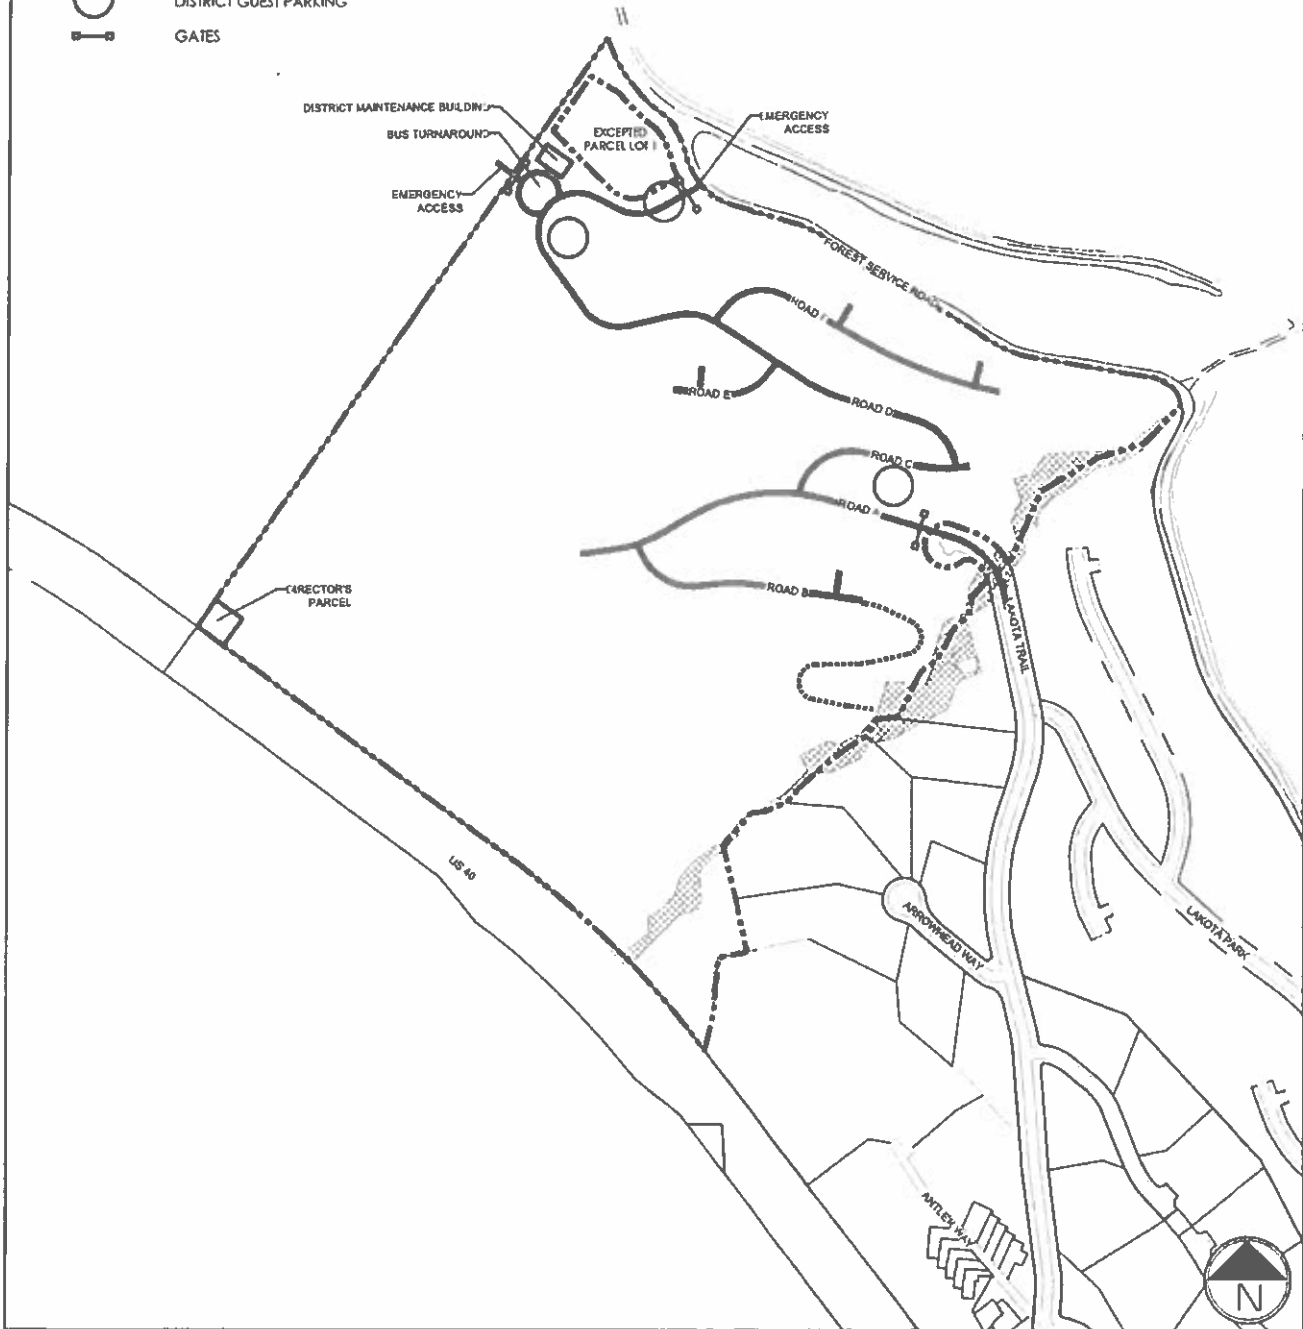 DISTRICT GUEST PARKING
GATES
DISTRICT MAINTENANCE BUILDING
BUS TURNAROUND
EMERGENCY
ACCESS
EXCEPTED
PARCEL LOT 1
EMERGENCY
ACCESS
FOREST SERVICE ROAD
ROAD F
ROAD E
ROAD D
ROAD C
ROAD A
ROAD B
DIRECTOR'S
PARCEL
LAKOTA TRAIL
US 40
ARROWHEAD WAY
LAKOTA PARK
ANTLER WAY
N